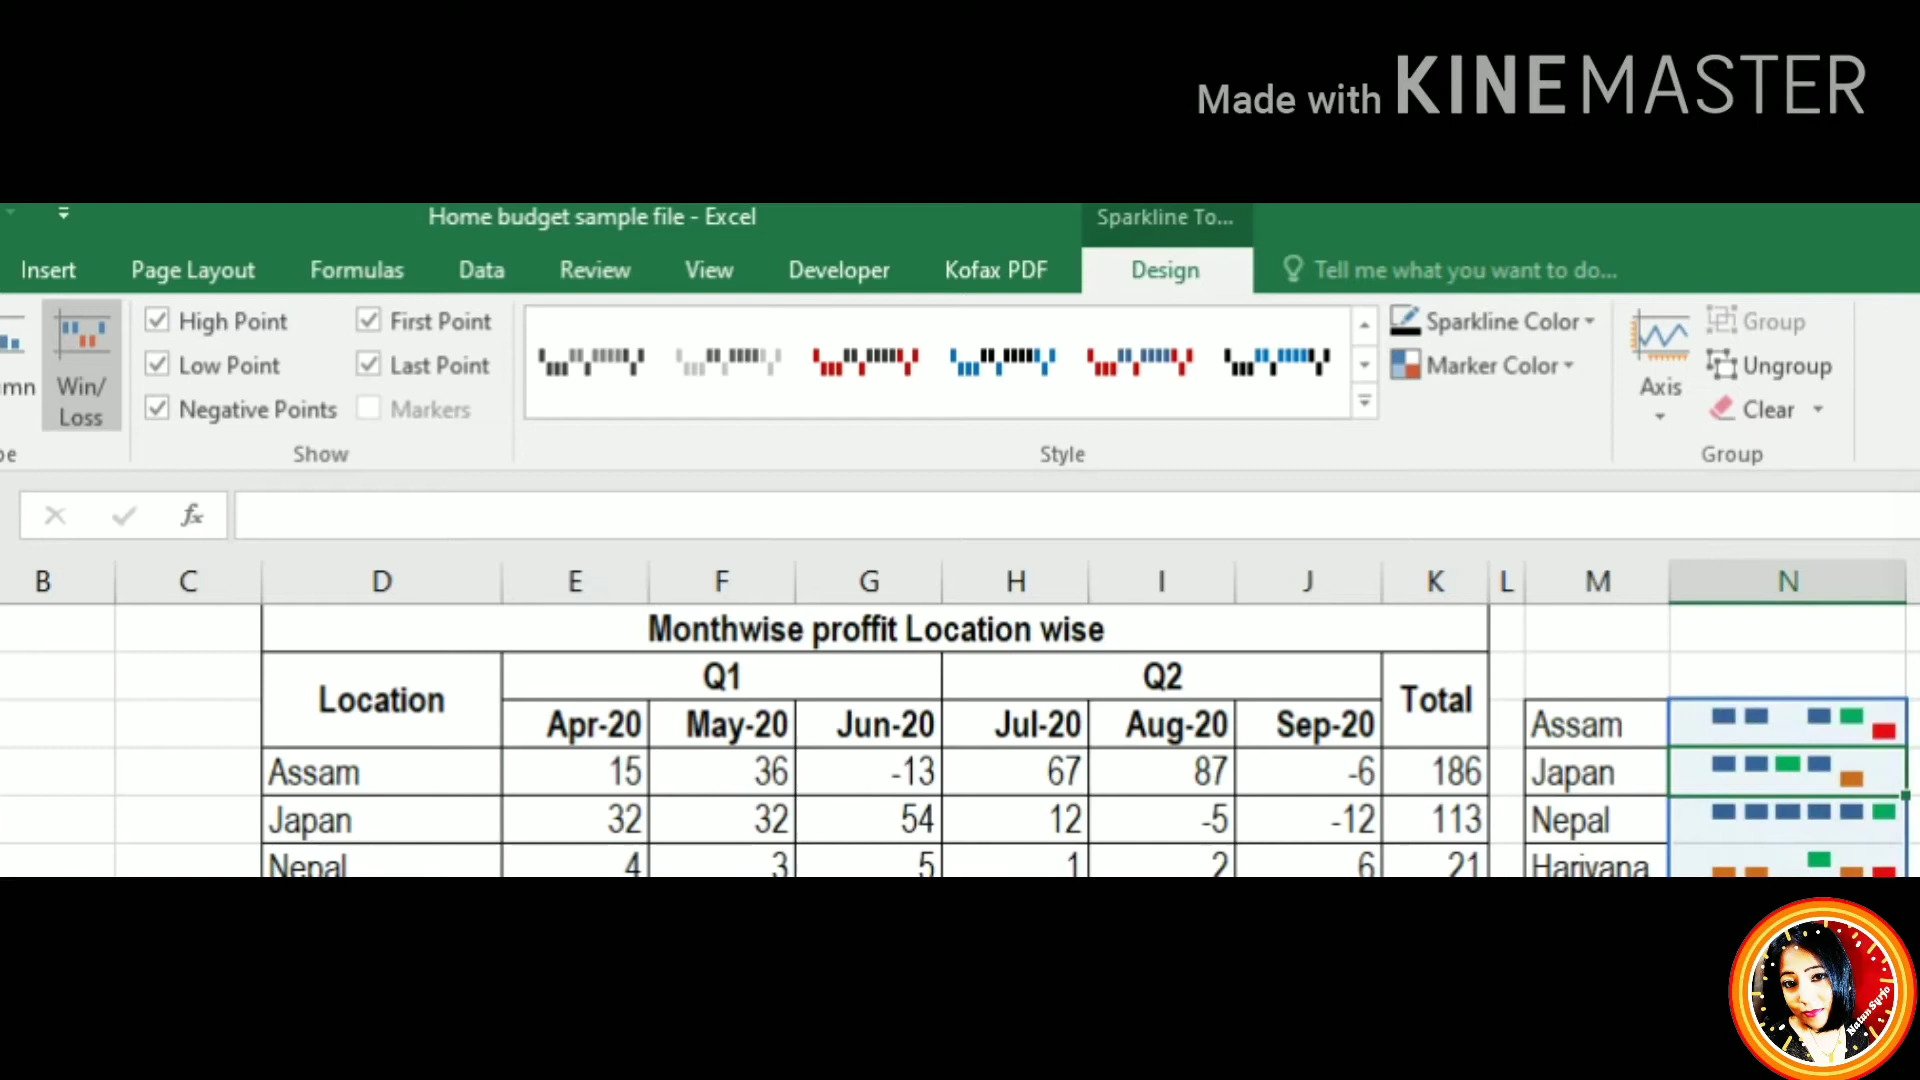 Made with KINEMASTER
Home budget sample file - Excel
Sparkline To...
Insert Page Layout Formulas Data Review View Developer Kofax PDF Design Tell me what you want to do...
Win/
Loss
High Point
Low Point
Negative Points
First Point
Last Point
Markers
Show
Style
Sparkline Color
Marker Color
Axis
Group
Ungroup
Clear
Group
fx
B C D E F G H I J K L M N
Monthwise proffit Location wise
Location Q1 Q2 Total
Apr-20 May-20 Jun-20 Jul-20 Aug-20 Sep-20 Assam
Assam 15 36 -13 67 87 -6 186 Japan
Japan 32 32 54 12 -5 -12 113 Nepal
Nepal 4 3 5 1 2 6 21 Hariyana
NatunSurjo